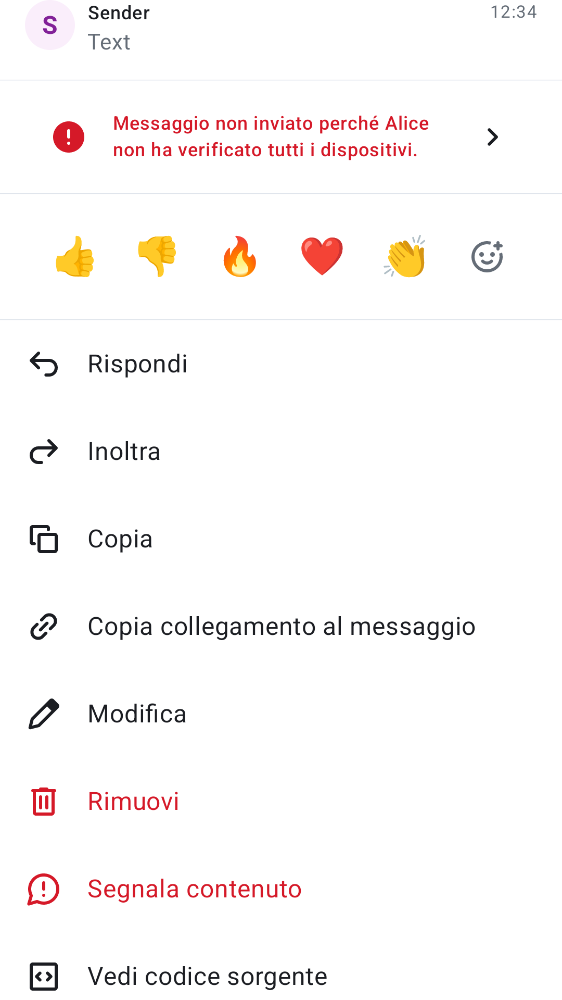 S
Sender
12:34
Text
Messaggio non inviato perché Alice
non ha verificato tutti i dispositivi.
Rispondi
Inoltra
Copia
Copia collegamento al messaggio
Modifica
Rimuovi
Segnala contenuto
Vedi codice sorgente